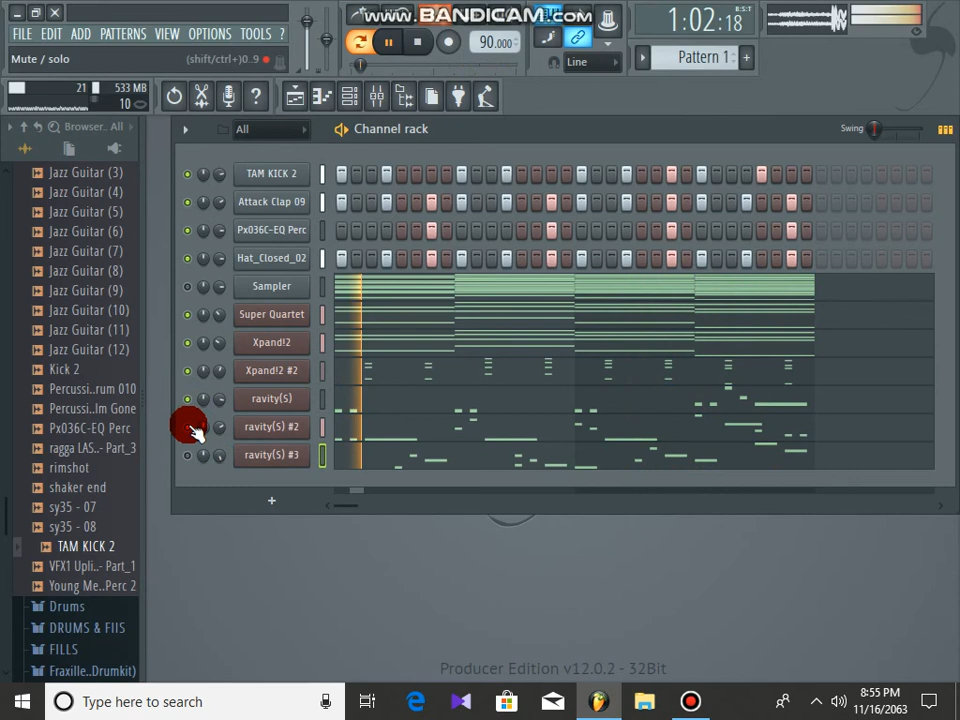 www.BANDICAM.com
FILE EDIT ADD PATTERNS VIEW OPTIONS TOOLS ?
Mute / solo (shift/ctrl+)0..9
90.000
1:02:18
Line
Pattern 1
21 533 MB
10
Browser.. All
All
Channel rack
Swing
Jazz Guitar (3)
Jazz Guitar (4)
Jazz Guitar (5)
Jazz Guitar (6)
Jazz Guitar (7)
Jazz Guitar (8)
Jazz Guitar (9)
Jazz Guitar (10)
Jazz Guitar (11)
Jazz Guitar (12)
Kick 2
Percussi..rum 010
Percussi..Im Gone
Px036C-EQ Perc
ragga LAS..- Part_3
rimshot
shaker end
sy35 - 07
sy35 - 08
TAM KICK 2
VFX1 Upli..- Part_1
Young Me..Perc 2
Drums
DRUMS & FIIS
FILLS
Fraxille..Drumkit)
TAM KICK 2
Attack Clap 09
Px036C-EQ Perc
Hat_Closed_02
Sampler
Super Quartet
Xpand!2
Xpand!2 #2
ravity(S)
ravity(S) #2
ravity(S) #3
+
Producer Edition v12.0.2 - 32Bit
Type here to search
8:55 PM
11/16/2063